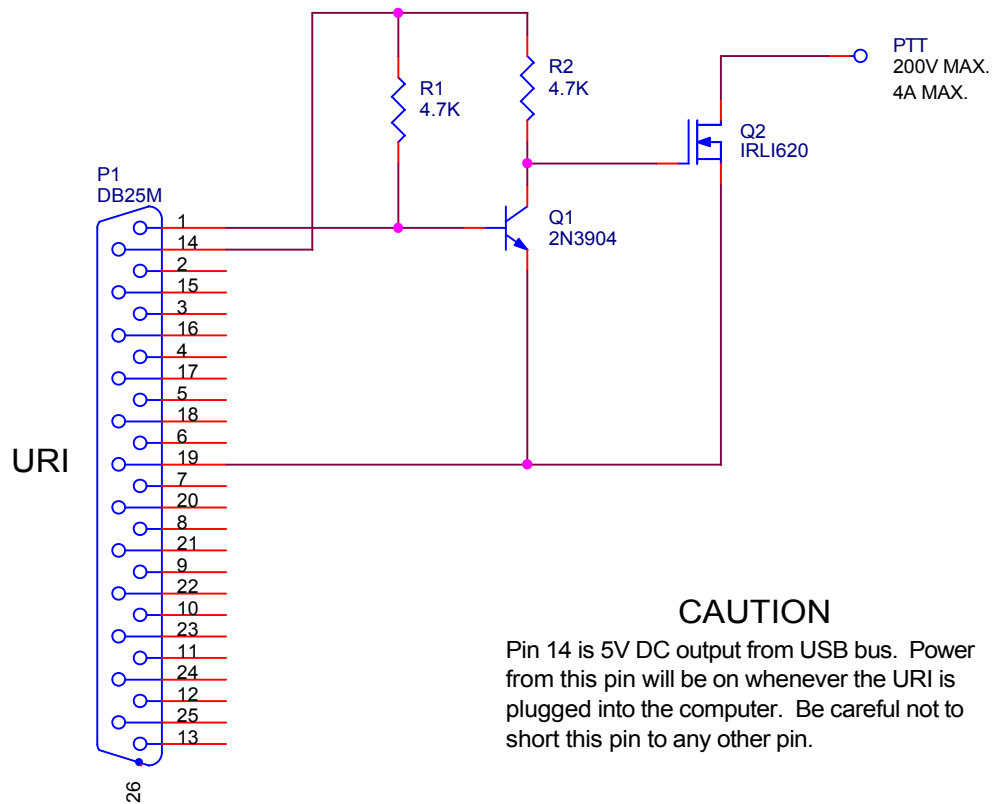 PTT
200V MAX.
4A MAX.
R1
4.7K
R2
4.7K
Q2
IRLI620
P1
DB25M
Q1
2N3904
1
14
2
15
3
16
4
17
5
18
6
19
7
20
8
21
9
22
10
23
11
24
12
25
13
26
URI
CAUTION
Pin 14 is 5V DC output from USB bus. Power
from this pin will be on whenever the URI is
plugged into the computer. Be careful not to
short this pin to any other pin.